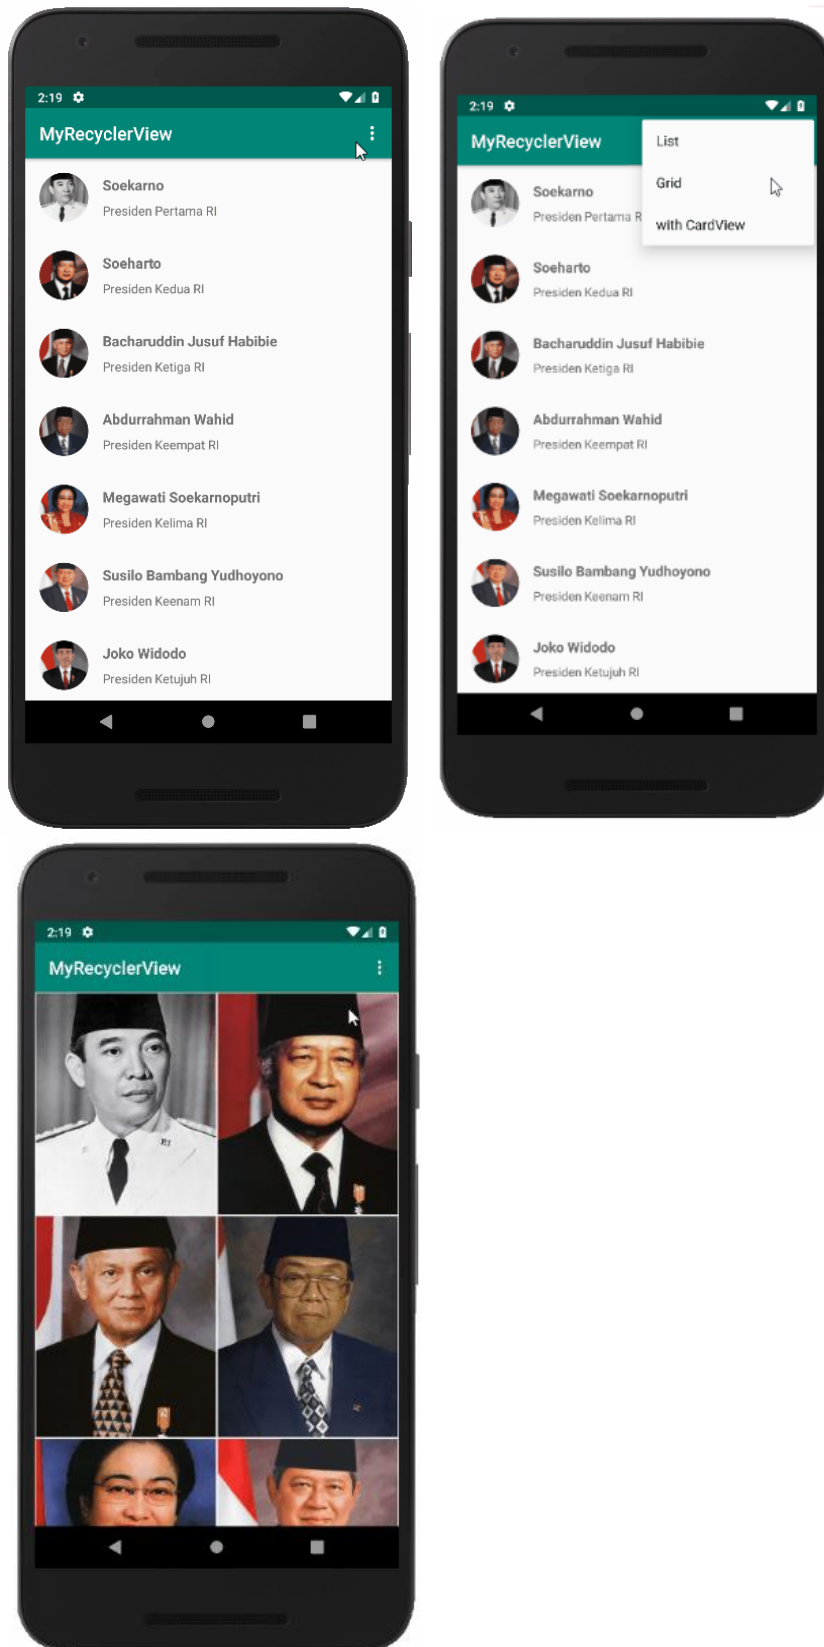 2:19
MyRecyclerView
Soekarno
Presiden Pertama RI
Soeharto
Presiden Kedua RI
Bacharuddin Jusuf Habibie
Presiden Ketiga RI
Abdurrahman Wahid
Presiden Keempat RI
Megawati Soekarnoputri
Presiden Kelima RI
Susilo Bambang Yudhoyono
Presiden Keenam RI
Joko Widodo
Presiden Ketujuh RI
2:19
MyRecyclerView
List
Grid
with CardView
Soekarno
Presiden Pertama R
Soeharto
Presiden Kedua RI
Bacharuddin Jusuf Habibie
Presiden Ketiga RI
Abdurrahman Wahid
Presiden Keempat RI
Megawati Soekarnoputri
Presiden Kelima RI
Susilo Bambang Yudhoyono
Presiden Keenam RI
Joko Widodo
Presiden Ketujuh RI
2:19
MyRecyclerView